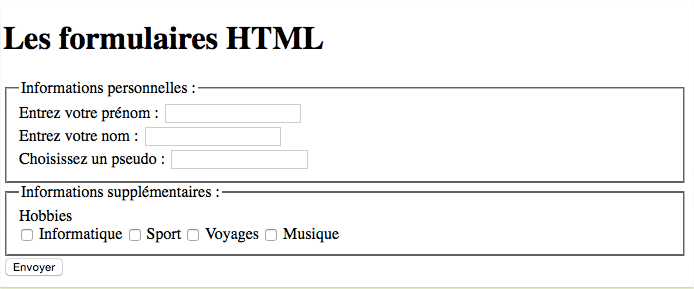 Les formulaires HTML
Informations personnelles :
Entrez votre prénom :
Entrez votre nom :
Choisissez un pseudo :
Informations supplémentaires :
Hobbies
Informatique Sport Voyages Musique
Envoyer